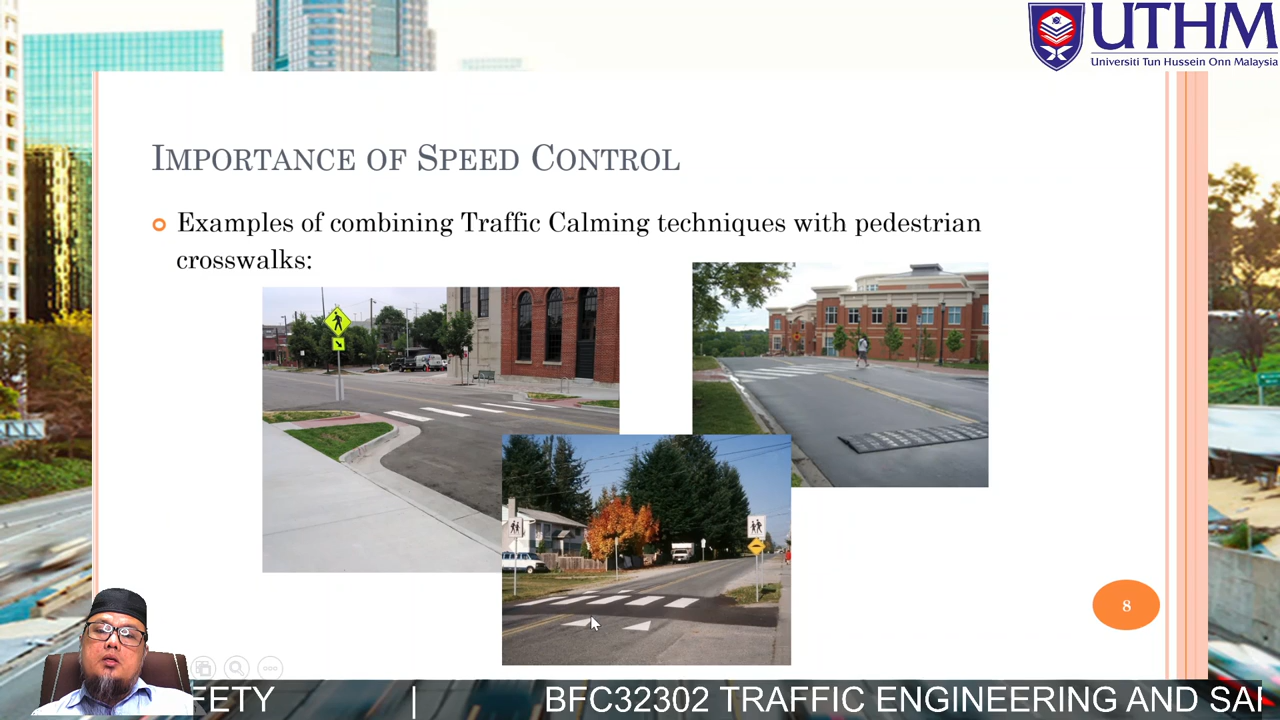 UTHM
Universiti Tun Hussein Onn Malaysia
IMPORTANCE OF SPEED CONTROL
Examples of combining Traffic Calming techniques with pedestrian
crosswalks:
8
FETY | BFC32302 TRAFFIC ENGINEERING AND SAF